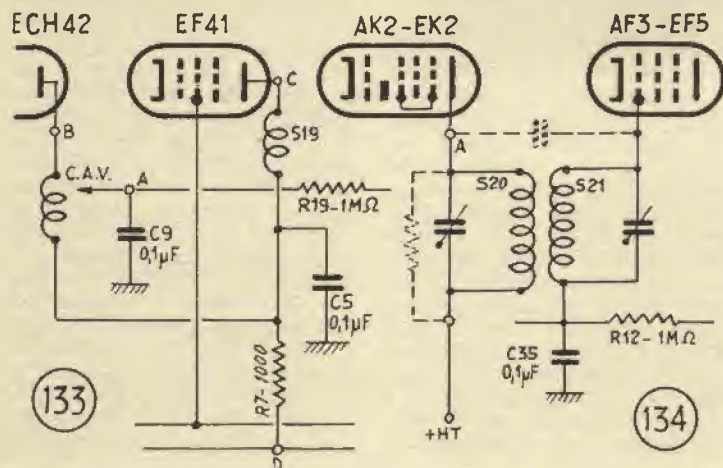 ECH42
EF41
AK2-EK2
AF3-EF5
C
B
S19
C.A.V.
A
R19-1MΩ
C9
0,1µF
C5
0,1µF
R7-1000
D
133
A
S20
S21
R12-1MΩ
C35
0,1µF
+HT
134